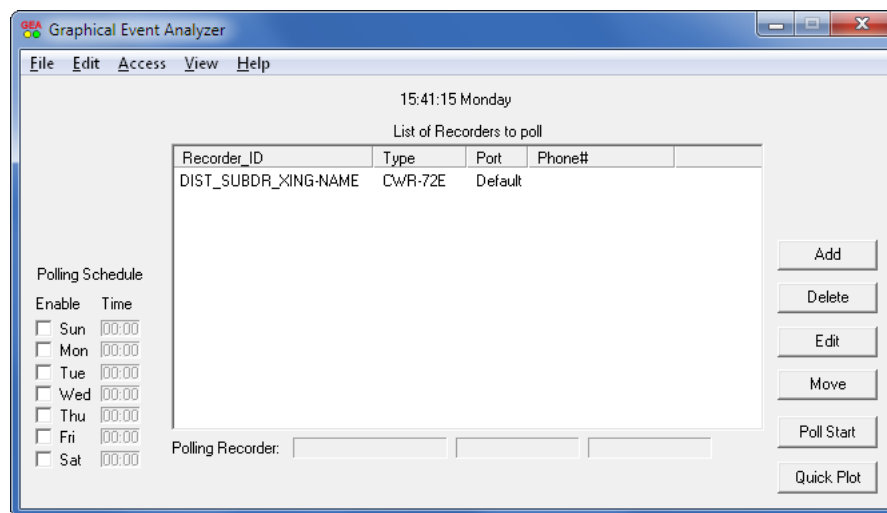 GEA Graphical Event Analyzer
File Edit Access View Help
15:41:15 Monday
List of Recorders to poll
Recorder_ID Type Port Phone#
DIST_SUBDR_XING-NAME CWR-72E Default
Polling Schedule
Enable Time
Sun 00:00
Mon 00:00
Tue 00:00
Wed 00:00
Thu 00:00
Fri 00:00
Sat 00:00
Polling Recorder:
Add
Delete
Edit
Move
Poll Start
Quick Plot